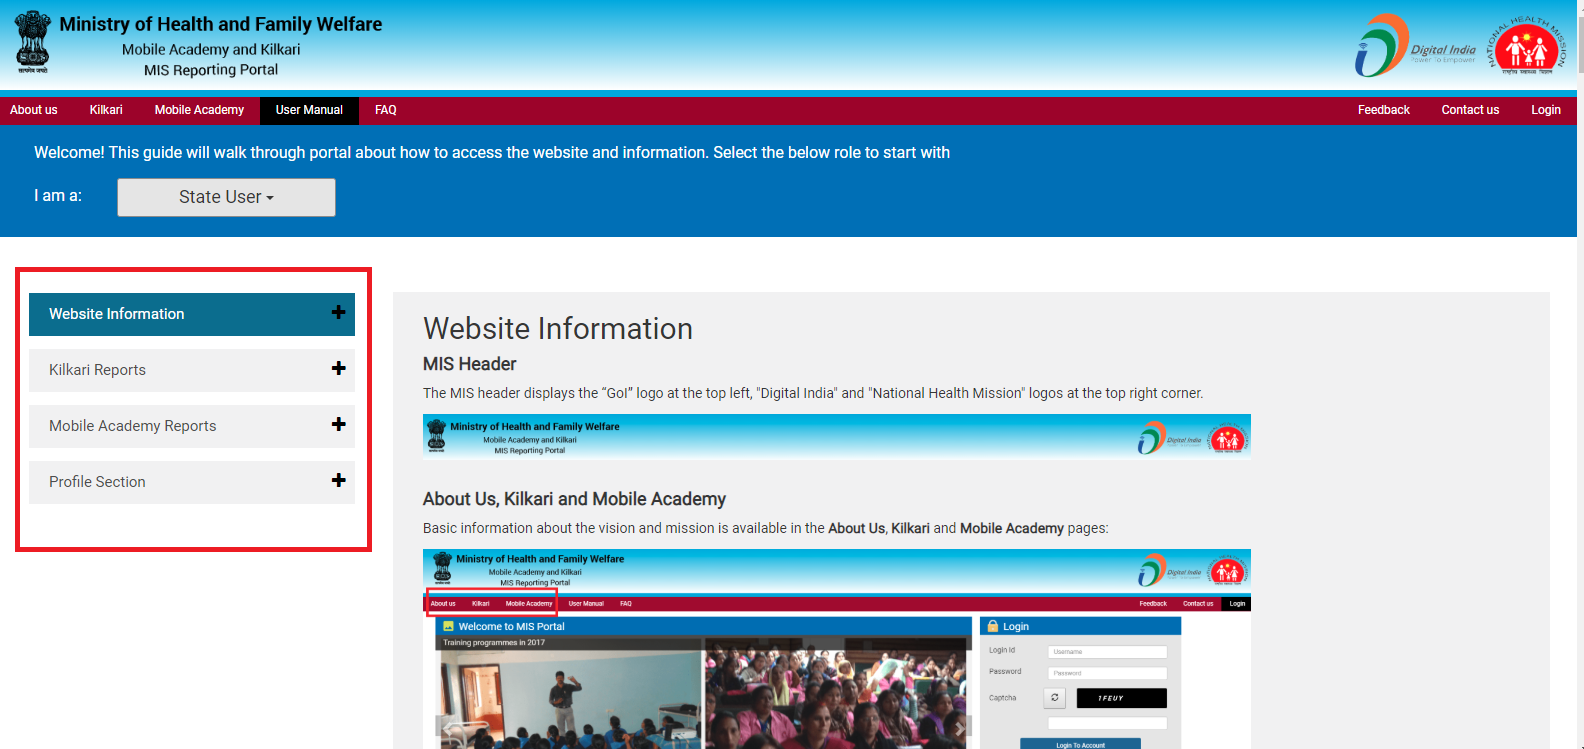 Ministry of Health and Family Welfare
Mobile Academy and Kilkari
MIS Reporting Portal
सत्यमेव जयते
Digital India
Power To Empower
NATIONAL HEALTH MISSION
राष्ट्रीय स्वास्थ्य मिशन
About us Kilkari Mobile Academy User Manual FAQ Feedback Contact us Login
Welcome! This guide will walk through portal about how to access the website and information. Select the below role to start with
I am a: State User
Website Information
Kilkari Reports
Mobile Academy Reports
Profile Section
Website Information
MIS Header
The MIS header displays the “GoI” logo at the top left, "Digital India" and "National Health Mission" logos at the top right corner.
Ministry of Health and Family Welfare
Mobile Academy and Kilkari
MIS Reporting Portal
Digital India
About Us, Kilkari and Mobile Academy
Basic information about the vision and mission is available in the About Us, Kilkari and Mobile Academy pages:
Ministry of Health and Family Welfare
Mobile Academy and Kilkari
MIS Reporting Portal
Digital India
About us Kilkari Mobile Academy User Manual FAQ Feedback Contact us Login
Welcome to MIS Portal
Training programmes in 2017
Login
Login Id Username
Password Password
Captcha 1FEUY
Login To Account